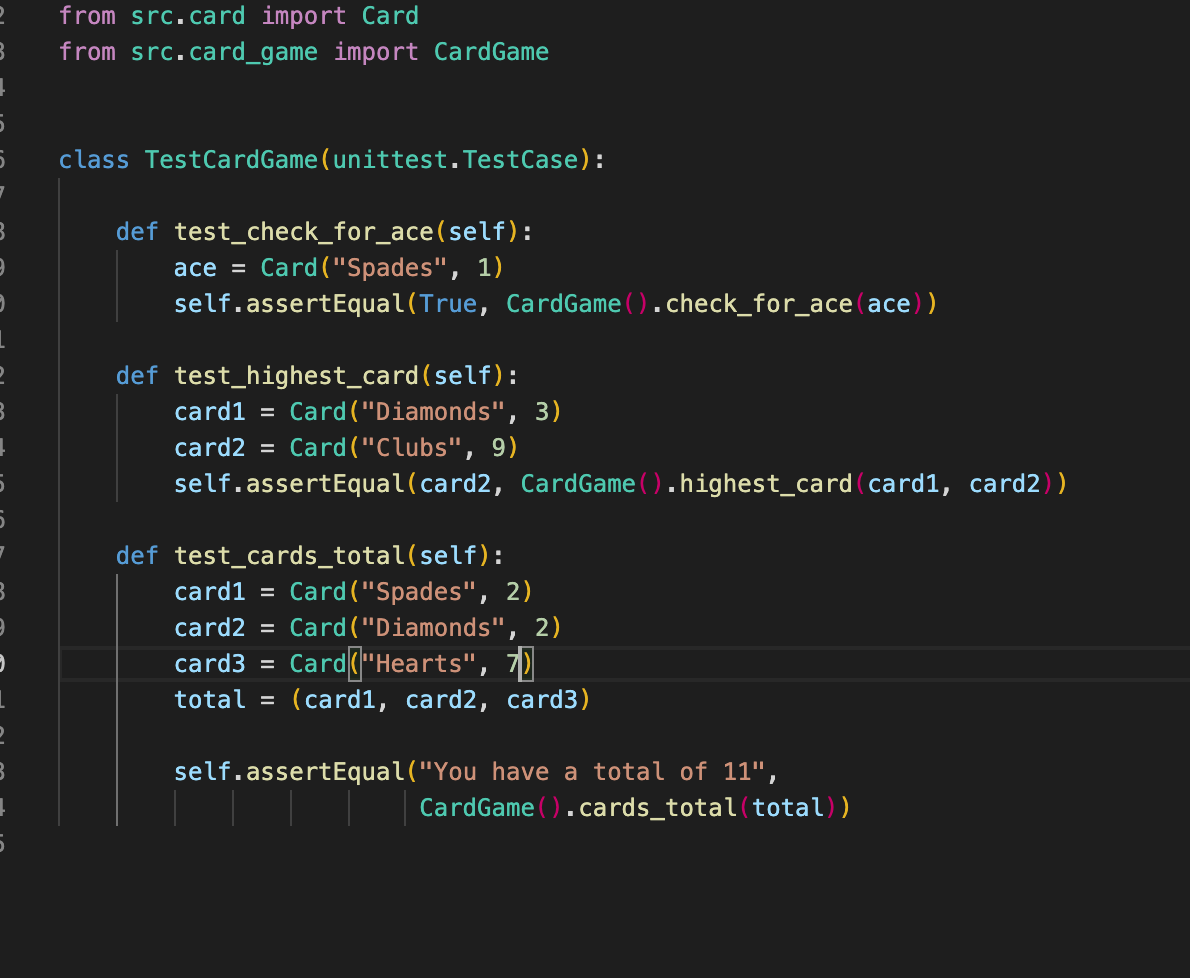 2 from src.card import Card
3 from src.card_game import CardGame
4
5
6 class TestCardGame(unittest.TestCase):
7
8     def test_check_for_ace(self):
9         ace = Card("Spades", 1)
0         self.assertEqual(True, CardGame().check_for_ace(ace))
1
2     def test_highest_card(self):
3         card1 = Card("Diamonds", 3)
4         card2 = Card("Clubs", 9)
5         self.assertEqual(card2, CardGame().highest_card(card1, card2))
6
7     def test_cards_total(self):
8         card1 = Card("Spades", 2)
9         card2 = Card("Diamonds", 2)
0         card3 = Card("Hearts", 7)
1         total = (card1, card2, card3)
2
3         self.assertEqual("You have a total of 11",
4                          CardGame().cards_total(total))
5